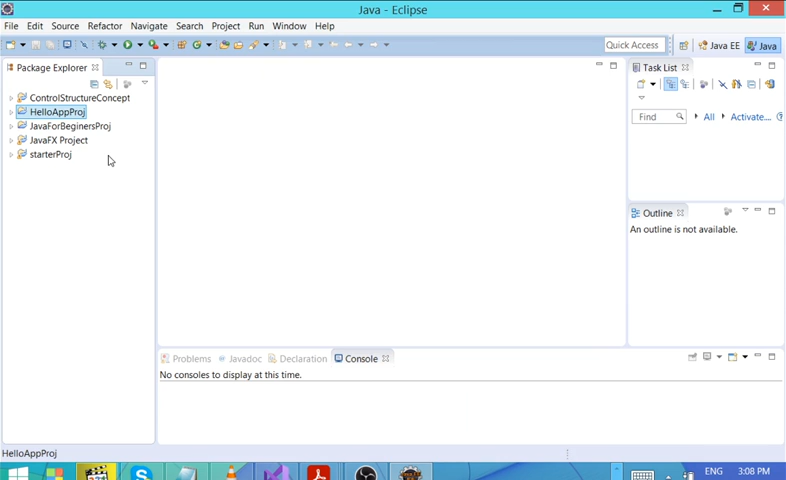 Java - Eclipse
File Edit Source Refactor Navigate Search Project Run Window Help
Quick Access Java EE Java
Package Explorer
ControlStructureConcept
HelloAppProj
JavaForBeginersProj
JavaFX Project
starterProj
Task List
Find All Activate...
Outline
An outline is not available.
Problems Javadoc Declaration Console
No consoles to display at this time.
HelloAppProj
ENG 3:08 PM